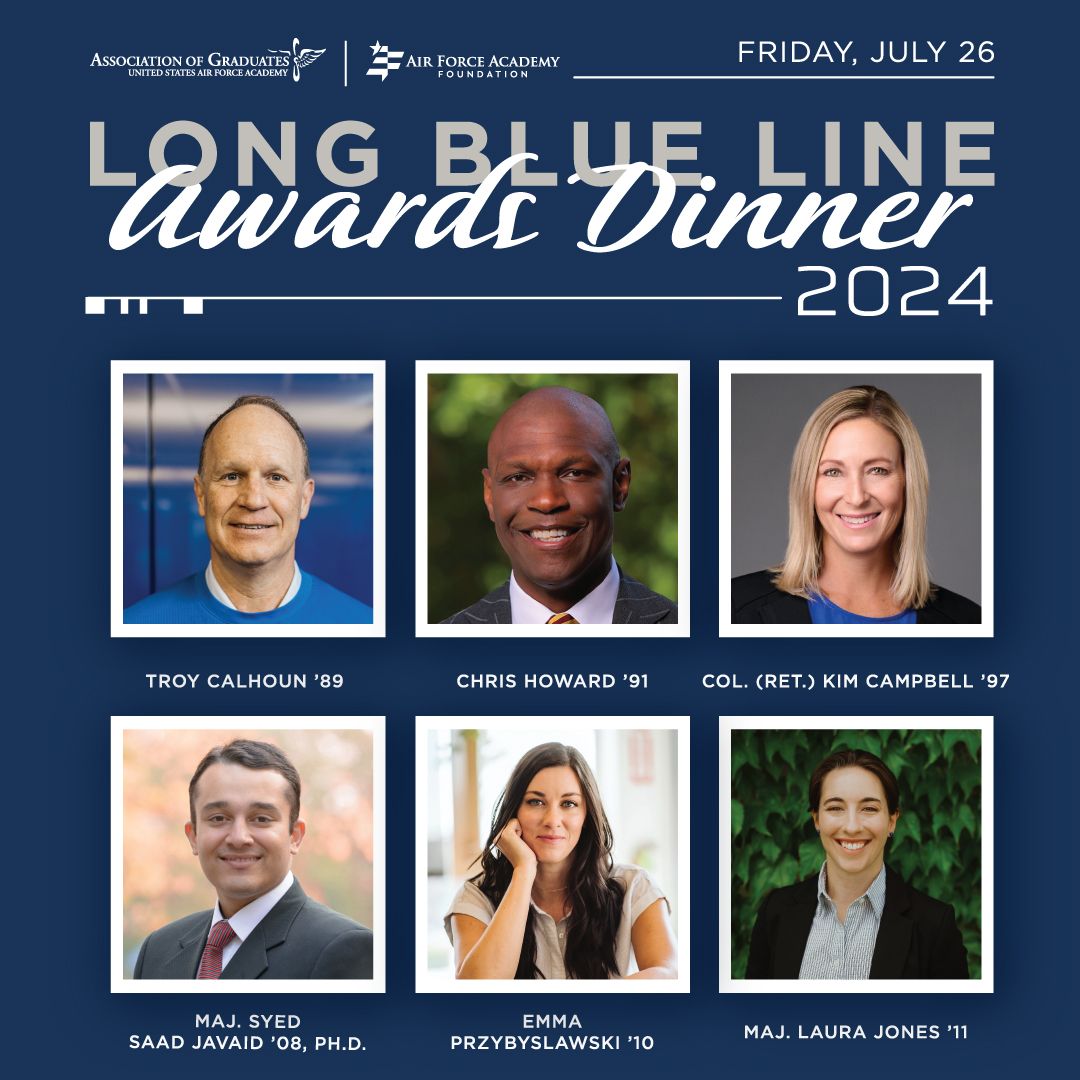 ASSOCIATION OF GRADUATES
UNITED STATES AIR FORCE ACADEMY
AIR FORCE ACADEMY
FOUNDATION
FRIDAY, JULY 26
LONG BLUE LINE
Awards Dinner
2024
TROY CALHOUN ’89
CHRIS HOWARD ’91
COL. (RET.) KIM CAMPBELL ’97
MAJ. SYED
SAAD JAVAID ’08, PH.D.
EMMA
PRZYBYSLAWSKI ’10
MAJ. LAURA JONES ’11